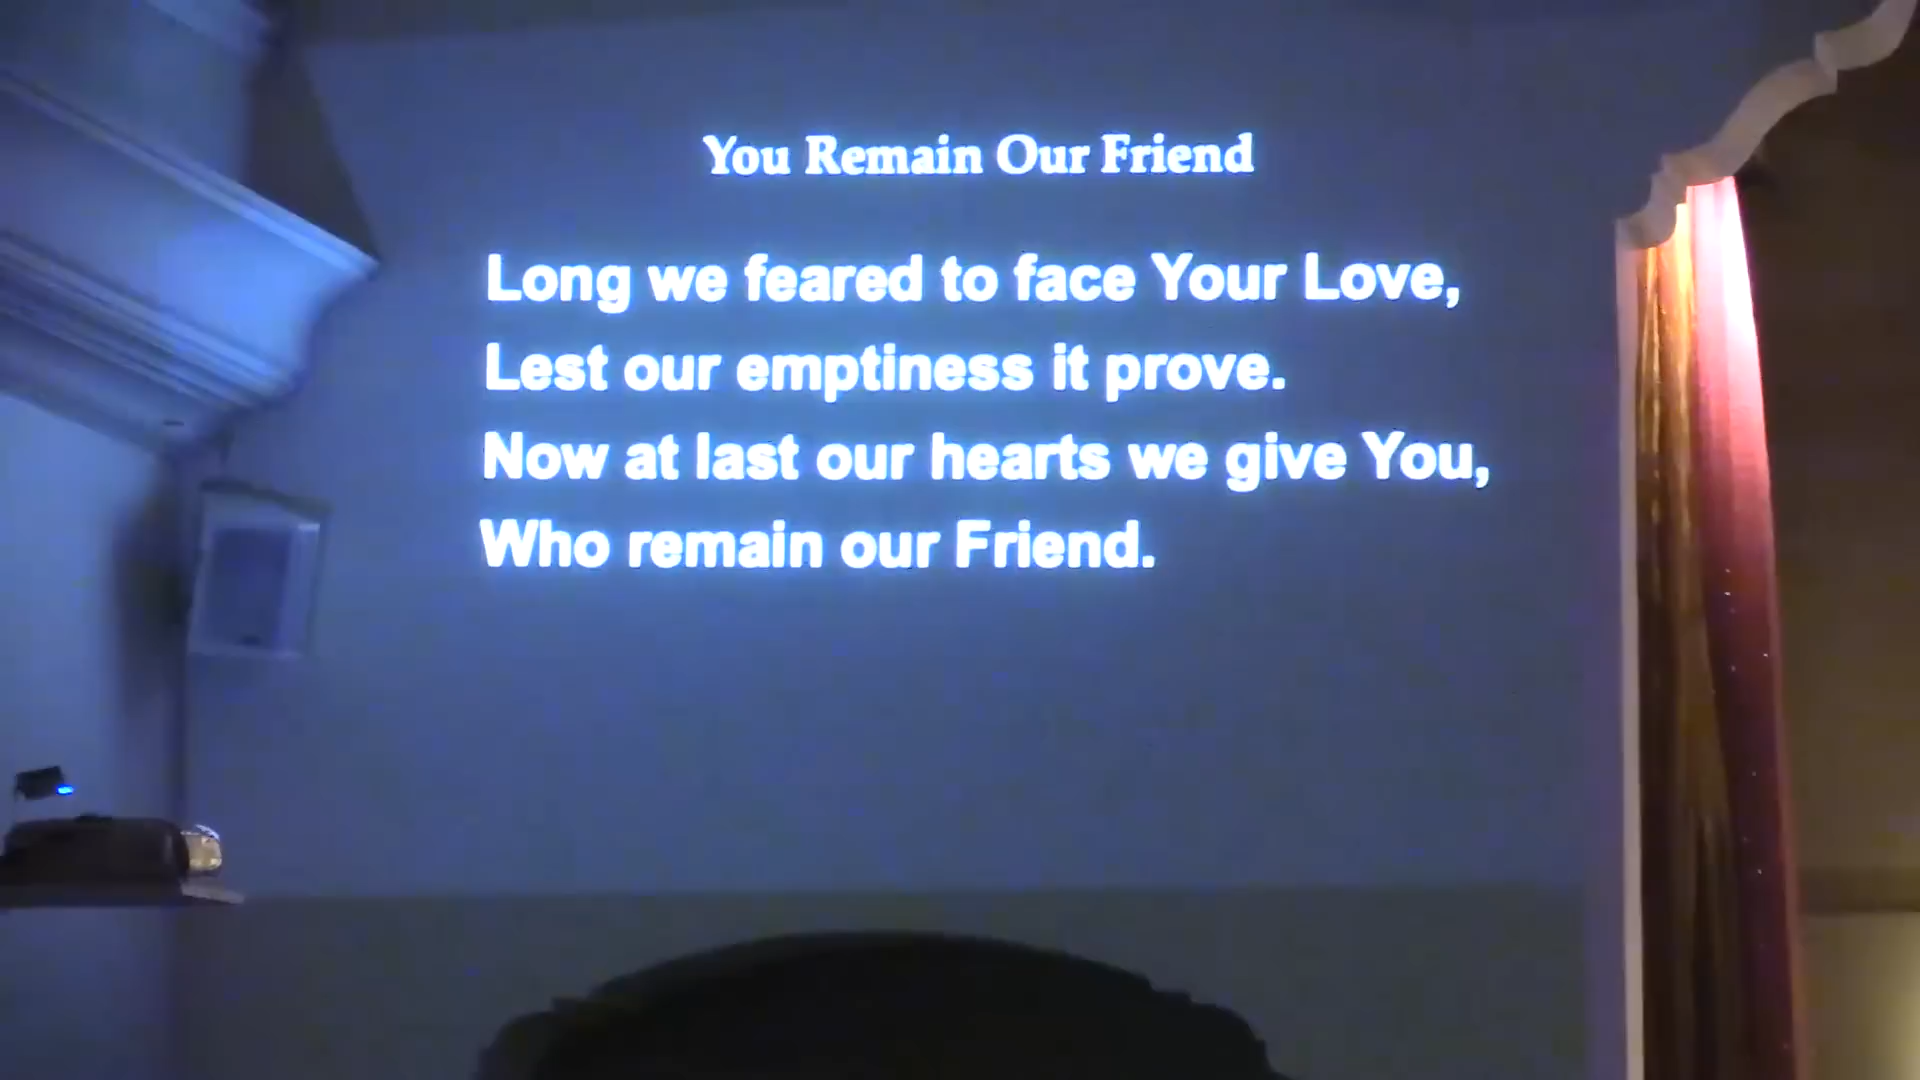 You Remain Our Friend
Long we feared to face Your Love,
Lest our emptiness it prove.
Now at last our hearts we give You,
Who remain our Friend.